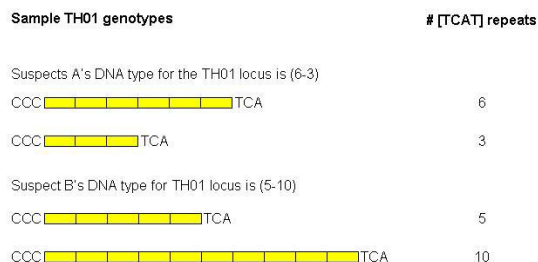 Sample TH01 genotypes # [TCAT] repeats
Suspects A's DNA type for the TH01 locus is (6-3)
CCC TCA 6
CCC TCA 3
Suspect B's DNA type for TH01 locus is (5-10)
CCC TCA 5
CCC TCA 10